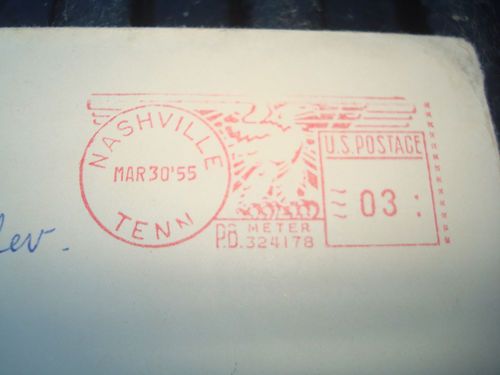 NASHVILLE
MAR 30 '55
TENN
U.S. POSTAGE
03
P.B. METER
324178